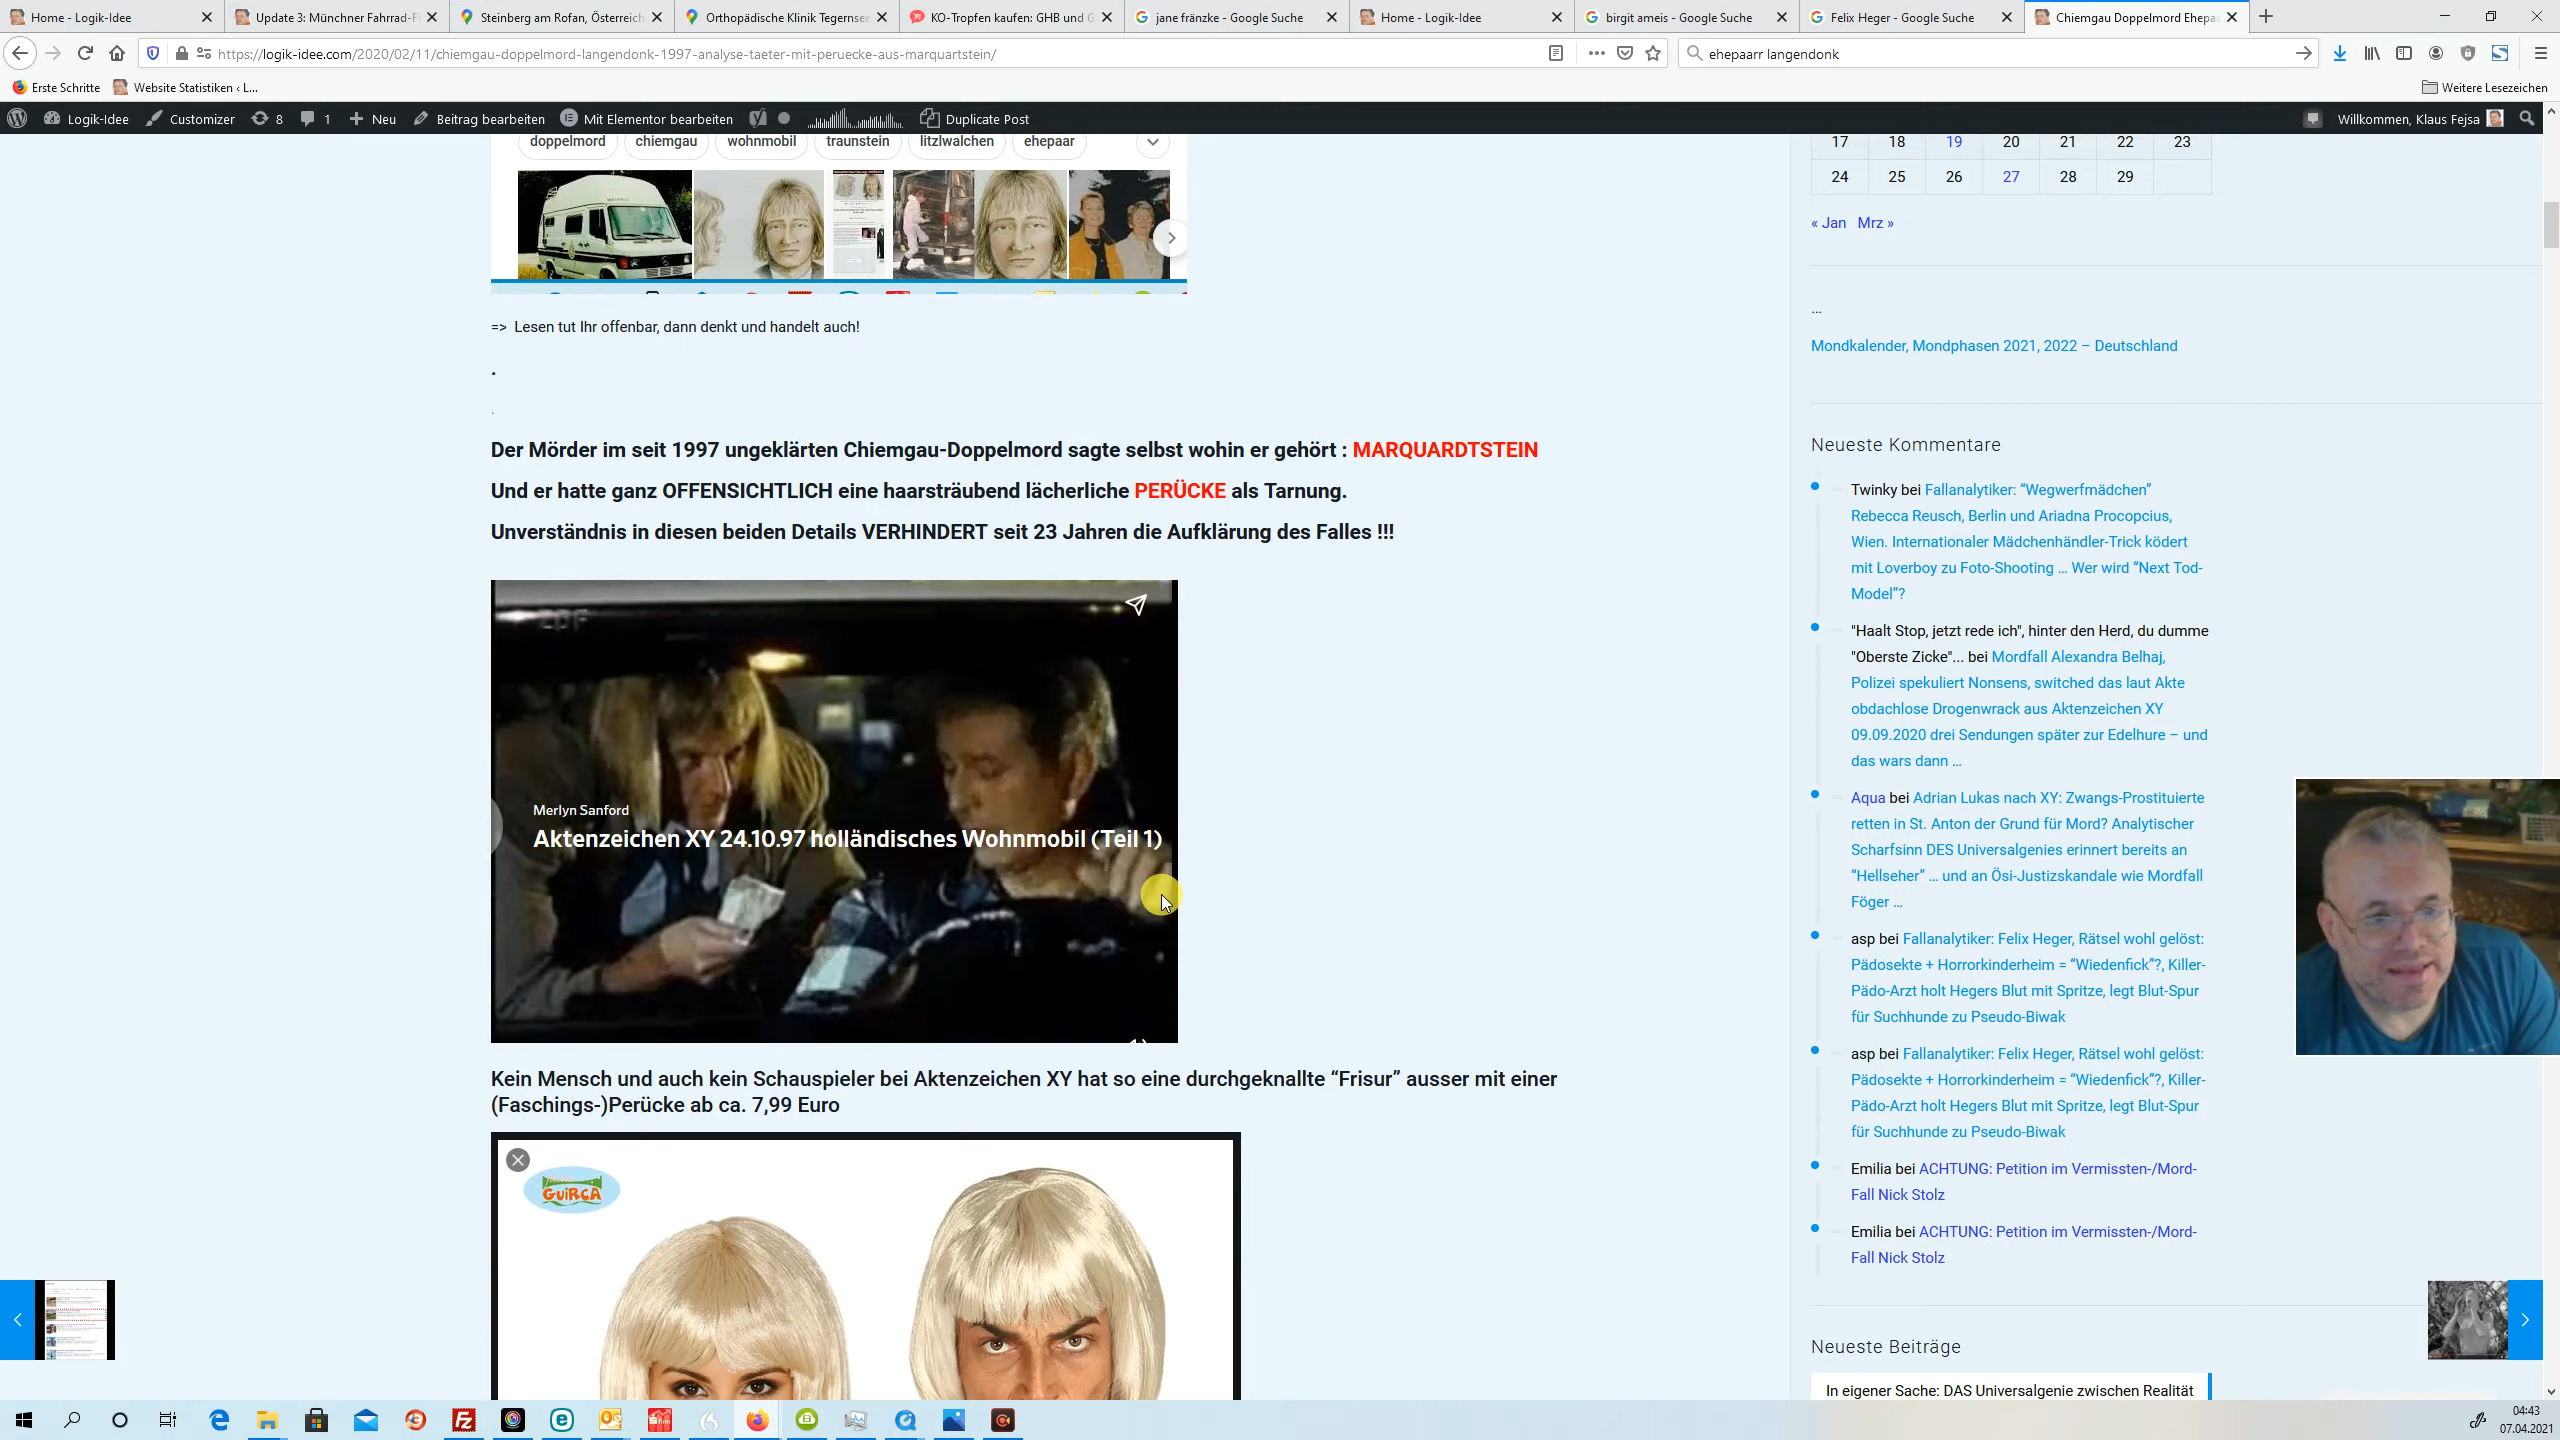 Home - Logik-Idee
Update 3: Münchner Fahrrad-F
Steinberg am Rofan, Österreich
Orthopädische Klinik Tegernsee
KO-Tropfen kaufen: GHB und G
jane fränzke - Google Suche
Home - Logik-Idee
birgit ameis - Google Suche
Felix Heger - Google Suche
Chiemgau Doppelmord Ehepaa
https://logik-idee.com/2020/02/11/chiemgau-doppelmord-langendonk-1997-analyse-taeter-mit-peruecke-aus-marquartstein/
ehepaarr langendonk
Erste Schritte
Website Statistiken ‹ L...
Weitere Lesezeichen
Logik-Idee
Customizer
8
1
Neu
Beitrag bearbeiten
Mit Elementor bearbeiten
Duplicate Post
Willkommen, Klaus Fejsa
doppelmord
chiemgau
wohnmobil
traunstein
litzlwalchen
ehepaar
=> Lesen tut Ihr offenbar, dann denkt und handelt auch!
.
.
Der Mörder im seit 1997 ungeklärten Chiemgau-Doppelmord sagte selbst wohin er gehört : MARQUARDTSTEIN
Und er hatte ganz OFFENSICHTLICH eine haarsträubend lächerliche PERÜCKE als Tarnung.
Unverständnis in diesen beiden Details VERHINDERT seit 23 Jahren die Aufklärung des Falles !!!
ZDF
Merlyn Sanford
Aktenzeichen XY 24.10.97 holländisches Wohnmobil (Teil 1)
Kein Mensch und auch kein Schauspieler bei Aktenzeichen XY hat so eine durchgeknallte “Frisur” ausser mit einer
(Faschings-)Perücke ab ca. 7,99 Euro
GUiRCA
17 18 19 20 21 22 23
24 25 26 27 28 29
« Jan Mrz »
...
Mondkalender, Mondphasen 2021, 2022 – Deutschland
Neueste Kommentare
Twinky bei Fallanalytiker: “Wegwerfmädchen”
Rebecca Reusch, Berlin und Ariadna Procopcius,
Wien. Internationaler Mädchenhändler-Trick ködert
mit Loverboy zu Foto-Shooting … Wer wird “Next Tod-
Model”?
"Haalt Stop, jetzt rede ich", hinter den Herd, du dumme
"Oberste Zicke"... bei Mordfall Alexandra Belhaj,
Polizei spekuliert Nonsens, switched das laut Akte
obdachlose Drogenwrack aus Aktenzeichen XY
09.09.2020 drei Sendungen später zur Edelhure – und
das wars dann …
Aqua bei Adrian Lukas nach XY: Zwangs-Prostituierte
retten in St. Anton der Grund für Mord? Analytischer
Scharfsinn DES Universalgenies erinnert bereits an
“Hellseher” … und an Ösi-Justizskandale wie Mordfall
Föger …
asp bei Fallanalytiker: Felix Heger, Rätsel wohl gelöst:
Pädosekte + Horrorkinderheim = “Wiedenfick”?, Killer-
Pädo-Arzt holt Hegers Blut mit Spritze, legt Blut-Spur
für Suchhunde zu Pseudo-Biwak
asp bei Fallanalytiker: Felix Heger, Rätsel wohl gelöst:
Pädosekte + Horrorkinderheim = “Wiedenfick”?, Killer-
Pädo-Arzt holt Hegers Blut mit Spritze, legt Blut-Spur
für Suchhunde zu Pseudo-Biwak
Emilia bei ACHTUNG: Petition im Vermissten-/Mord-
Fall Nick Stolz
Emilia bei ACHTUNG: Petition im Vermissten-/Mord-
Fall Nick Stolz
Neueste Beiträge
In eigener Sache: DAS Universalgenie zwischen Realität
04:43
07.04.2021